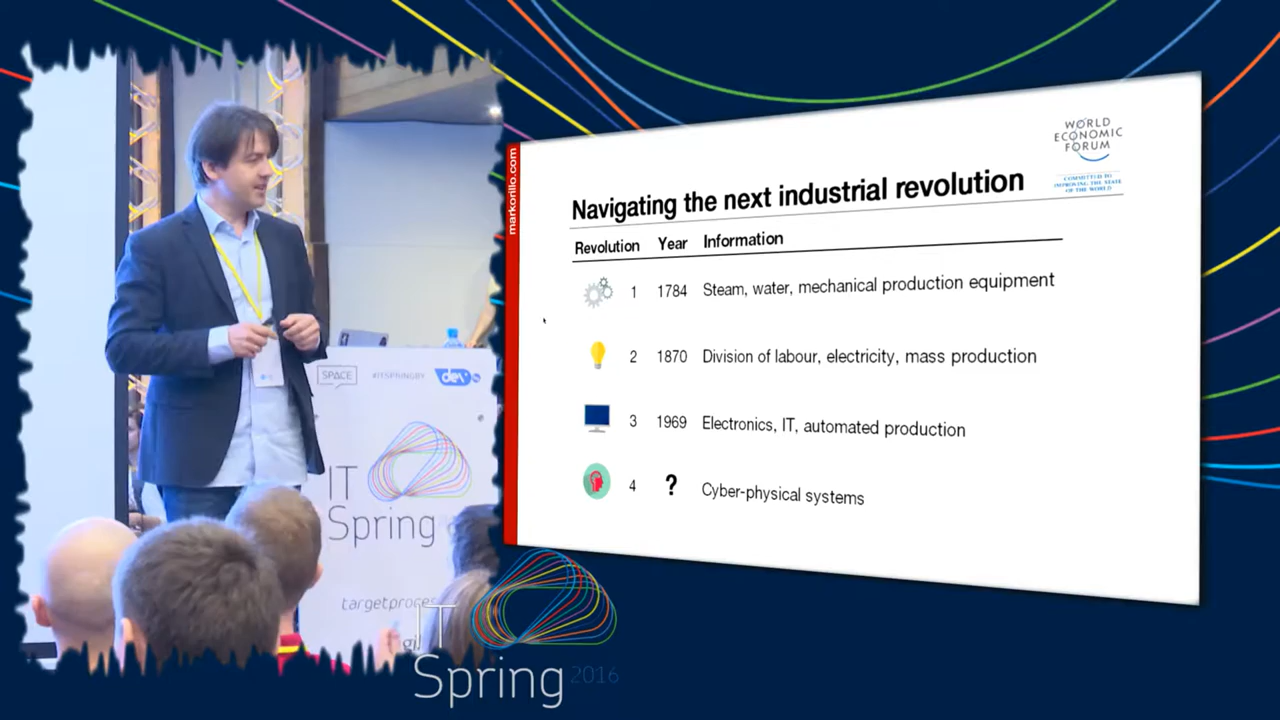 WORLD
ECONOMIC
FORUM
COMMITTED TO
IMPROVING THE STATE
OF THE WORLD
markorillo.com
Navigating the next industrial revolution
Revolution Year Information
1 1784 Steam, water, mechanical production equipment
2 1870 Division of labour, electricity, mass production
3 1969 Electronics, IT, automated production
4 ? Cyber-physical systems
SPACE
#ITSPRINGBY
dev
IT
Spring
targetproces
IT
Spring 2016